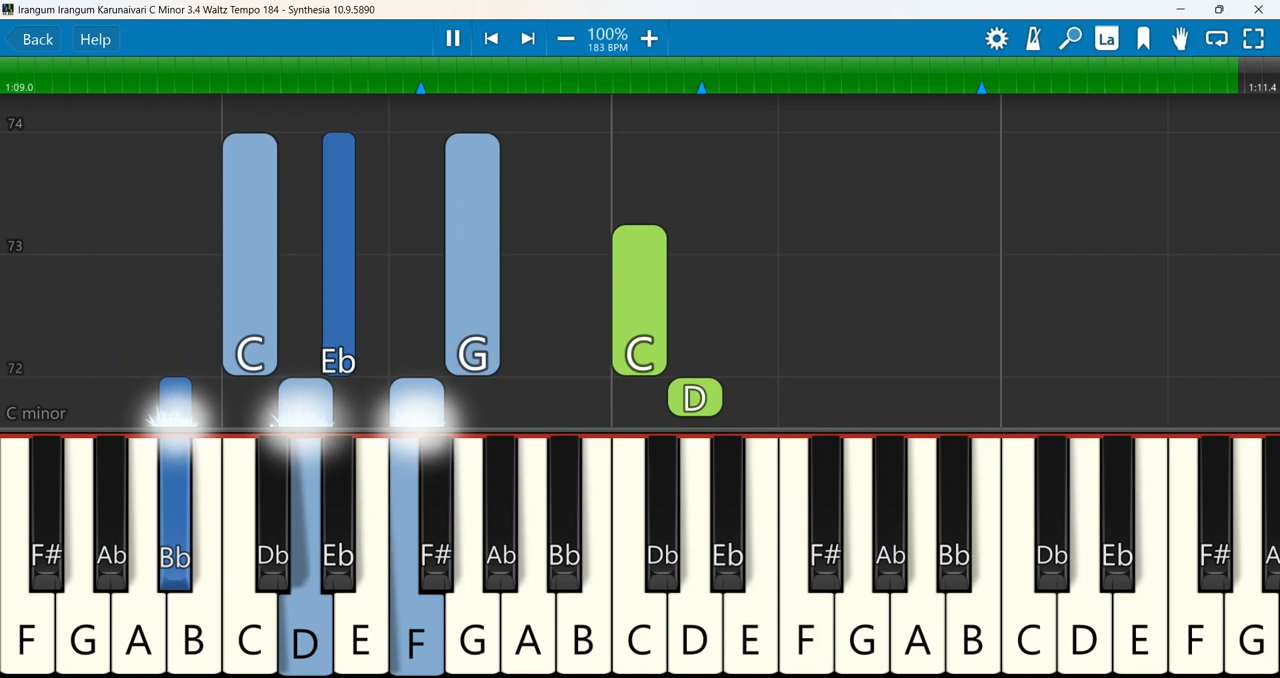 Irangum Irangum Karunaivari C Minor 3.4 Waltz Tempo 184 - Synthesia 10.9.5890
Back Help 100% La
183 BPM
1:09.0 1:11.4
74
73
C Eb G C
72
D
C minor
F# Ab Bb Db Eb F# Ab Bb Db Eb F# Ab Bb Db Eb F# A
F G A B C D E F G A B C D E F G A B C D E F G